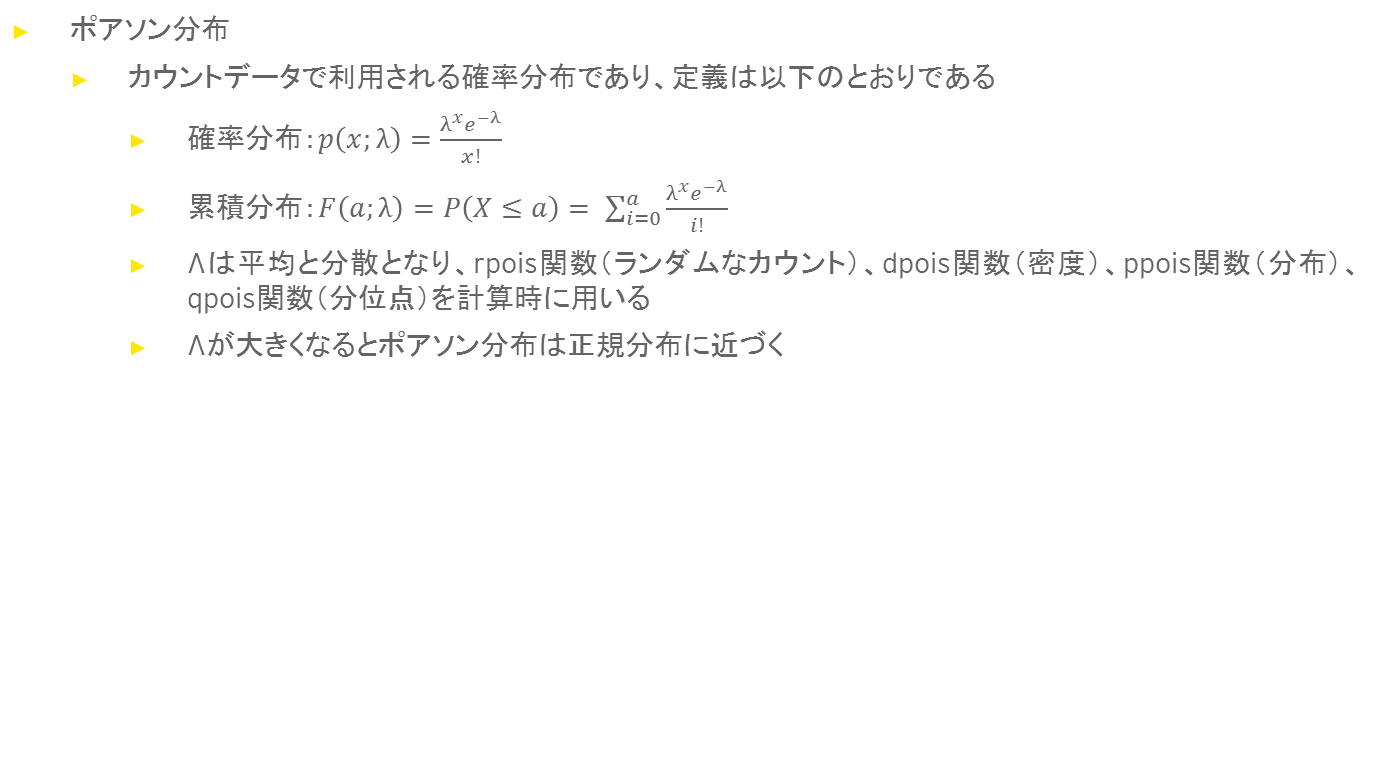 ► ポアソン分布
► カウントデータで利用される確率分布であり、定義は以下のとおりである
► 確率分布：𝑝(𝑥; λ) = \frac{λ^𝑥 𝑒^{−λ}}{𝑥!}
► 累積分布：𝐹(𝑎; λ) = 𝑃(𝑋 ≤ 𝑎) = ∑_{𝑖=0}^{𝑎} \frac{λ^𝑥 𝑒^{−λ}}{𝑖!}
► Λは平均と分散となり、rpois関数（ランダムなカウント）、dpois関数（密度）、ppois関数（分布）、
qpois関数（分位点）を計算時に用いる
► Λが大きくなるとポアソン分布は正規分布に近づく